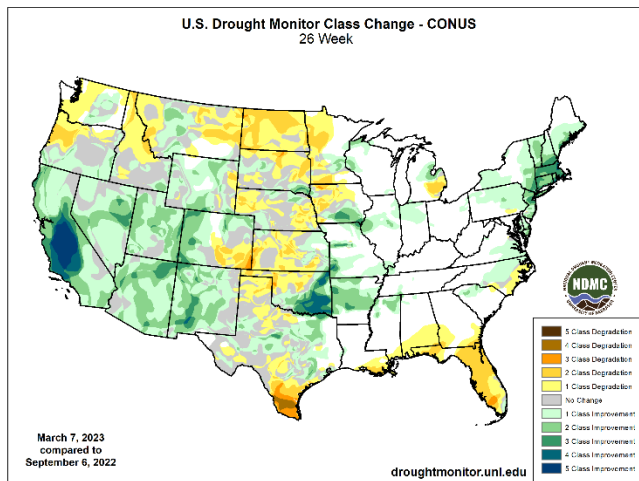 U.S. Drought Monitor Class Change - CONUS
26 Week
NDMC
5 Class Degradation
4 Class Degradation
3 Class Degradation
2 Class Degradation
1 Class Degradation
No Change
1 Class Improvement
2 Class Improvement
3 Class Improvement
4 Class Improvement
5 Class Improvement
March 7, 2023
compared to
September 6, 2022
droughtmonitor.unl.edu